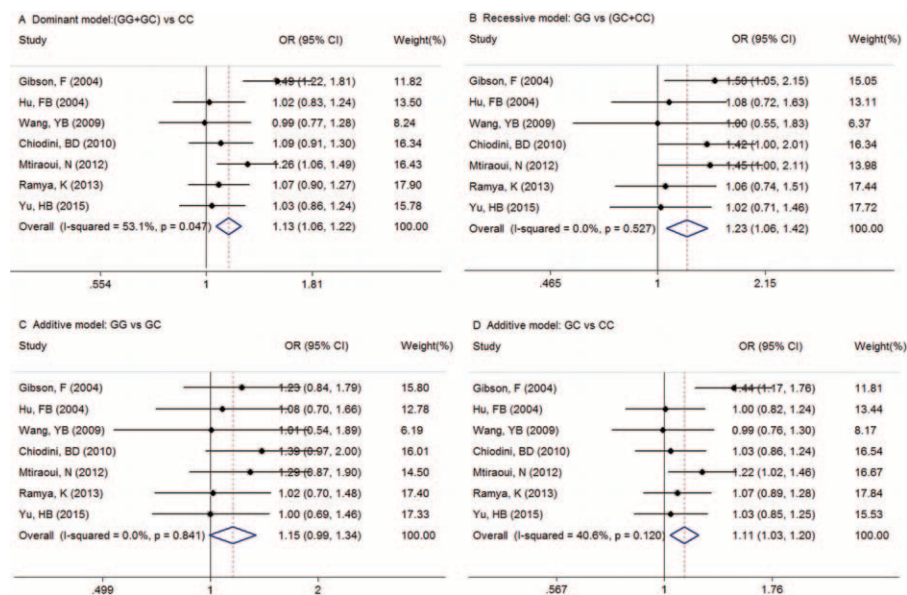 A Dominant model:(GG+GC) vs CC
Study OR (95% CI) Weight(%)
Gibson, F (2004) 1.49 (1.22, 1.81) 11.82
Hu, FB (2004) 1.02 (0.83, 1.24) 13.50
Wang, YB (2009) 0.99 (0.77, 1.28) 8.24
Chiodini, BD (2010) 1.09 (0.91, 1.30) 16.34
Mtiraoui, N (2012) 1.26 (1.06, 1.49) 16.43
Ramya, K (2013) 1.07 (0.90, 1.27) 17.90
Yu, HB (2015) 1.03 (0.86, 1.24) 15.78
Overall (I-squared = 53.1%, p = 0.047) 1.13 (1.06, 1.22) 100.00
.554 1 1.81
B Recessive model: GG vs (GC+CC)
Study OR (95% CI) Weight(%)
Gibson, F (2004) 1.50 (1.05, 2.15) 15.05
Hu, FB (2004) 1.08 (0.72, 1.63) 13.11
Wang, YB (2009) 1.00 (0.55, 1.83) 6.37
Chiodini, BD (2010) 1.42 (1.00, 2.01) 16.34
Mtiraoui, N (2012) 1.45 (1.00, 2.11) 13.98
Ramya, K (2013) 1.06 (0.74, 1.51) 17.44
Yu, HB (2015) 1.02 (0.71, 1.46) 17.72
Overall (I-squared = 0.0%, p = 0.527) 1.23 (1.06, 1.42) 100.00
.465 1 2.15
C Additive model: GG vs GC
Study OR (95% CI) Weight(%)
Gibson, F (2004) 1.23 (0.84, 1.79) 15.80
Hu, FB (2004) 1.08 (0.70, 1.66) 12.78
Wang, YB (2009) 1.01 (0.54, 1.89) 6.19
Chiodini, BD (2010) 1.39 (0.97, 2.00) 16.01
Mtiraoui, N (2012) 1.29 (0.87, 1.90) 14.50
Ramya, K (2013) 1.02 (0.70, 1.48) 17.40
Yu, HB (2015) 1.00 (0.69, 1.46) 17.33
Overall (I-squared = 0.0%, p = 0.841) 1.15 (0.99, 1.34) 100.00
.499 1 2
D Additive model: GC vs CC
Study OR (95% CI) Weight(%)
Gibson, F (2004) 1.44 (1.17, 1.76) 11.81
Hu, FB (2004) 1.00 (0.82, 1.24) 13.44
Wang, YB (2009) 0.99 (0.76, 1.30) 8.17
Chiodini, BD (2010) 1.03 (0.86, 1.24) 16.54
Mtiraoui, N (2012) 1.22 (1.02, 1.46) 16.67
Ramya, K (2013) 1.07 (0.89, 1.28) 17.84
Yu, HB (2015) 1.03 (0.85, 1.25) 15.53
Overall (I-squared = 40.6%, p = 0.120) 1.11 (1.03, 1.20) 100.00
.567 1 1.76